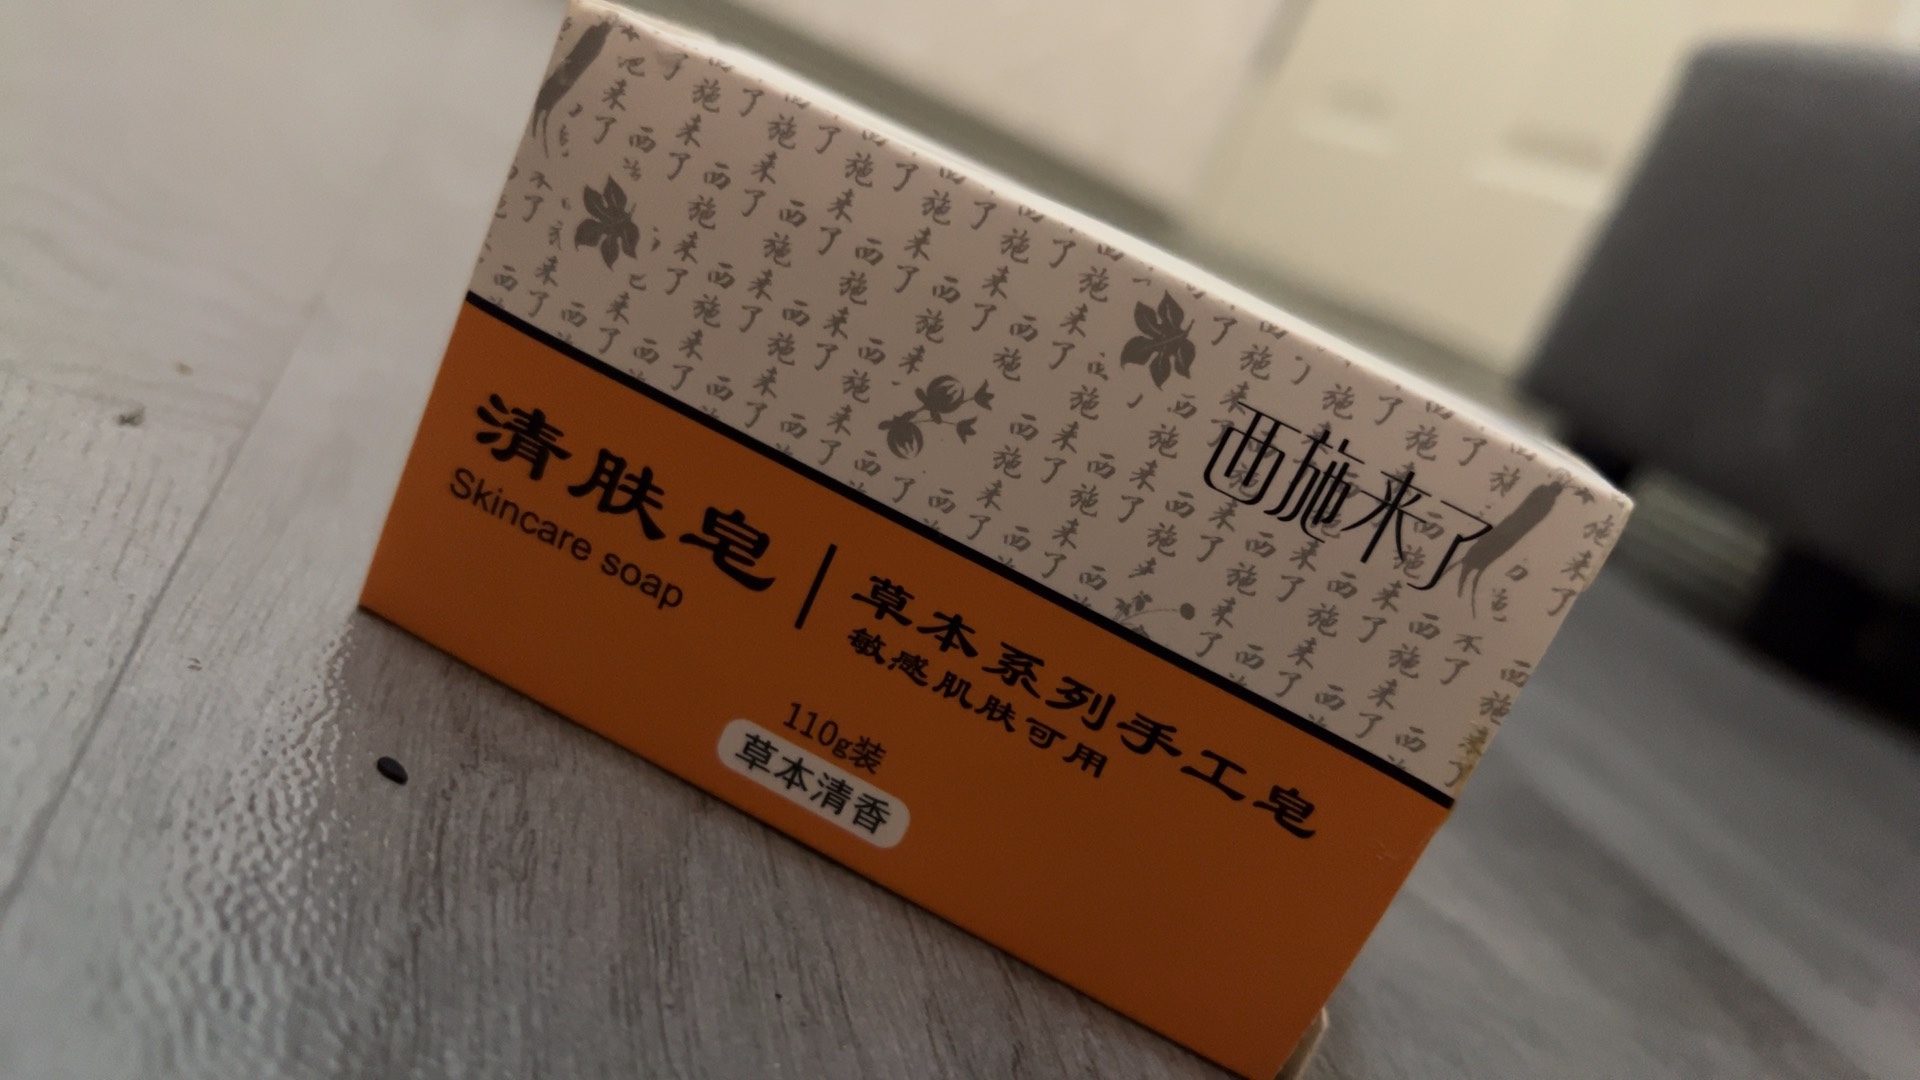 西施来了
清肤皂
Skincare soap
草本系列手工皂
敏感肌肤可用
110g装
草本清香